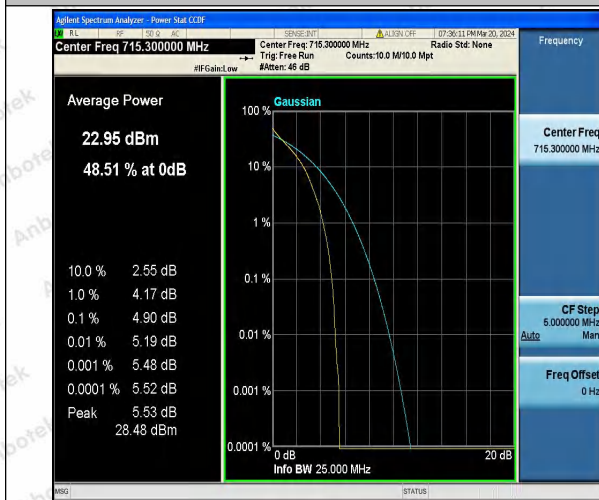 Agilent Spectrum Analyzer - Power Stat CCDF
RL RF 50 Ω AC SENSE:INT ALIGN OFF 07:36:11 PM Mar 20, 2024
Center Freq 715.300000 MHz
Center Freq: 715.300000 MHz Radio Std: None
Trig: Free Run Counts:10.0 M/10.0 Mpt
#IFGain:Low #Atten: 46 dB
Frequency
Average Power
22.95 dBm
48.51 % at 0dB
10.0 % 2.55 dB
1.0 % 4.17 dB
0.1 % 4.90 dB
0.01 % 5.19 dB
0.001 % 5.48 dB
0.0001 % 5.52 dB
Peak 5.53 dB
28.48 dBm
Gaussian
100 %
10 %
1 %
0.1 %
0.01 %
0.001 %
0.0001 %
0 dB 20 dB
Info BW 25.000 MHz
Center Freq
715.300000 MHz
CF Step
5.000000 MHz
Auto Man
Freq Offset
0 Hz
MSG STATUS